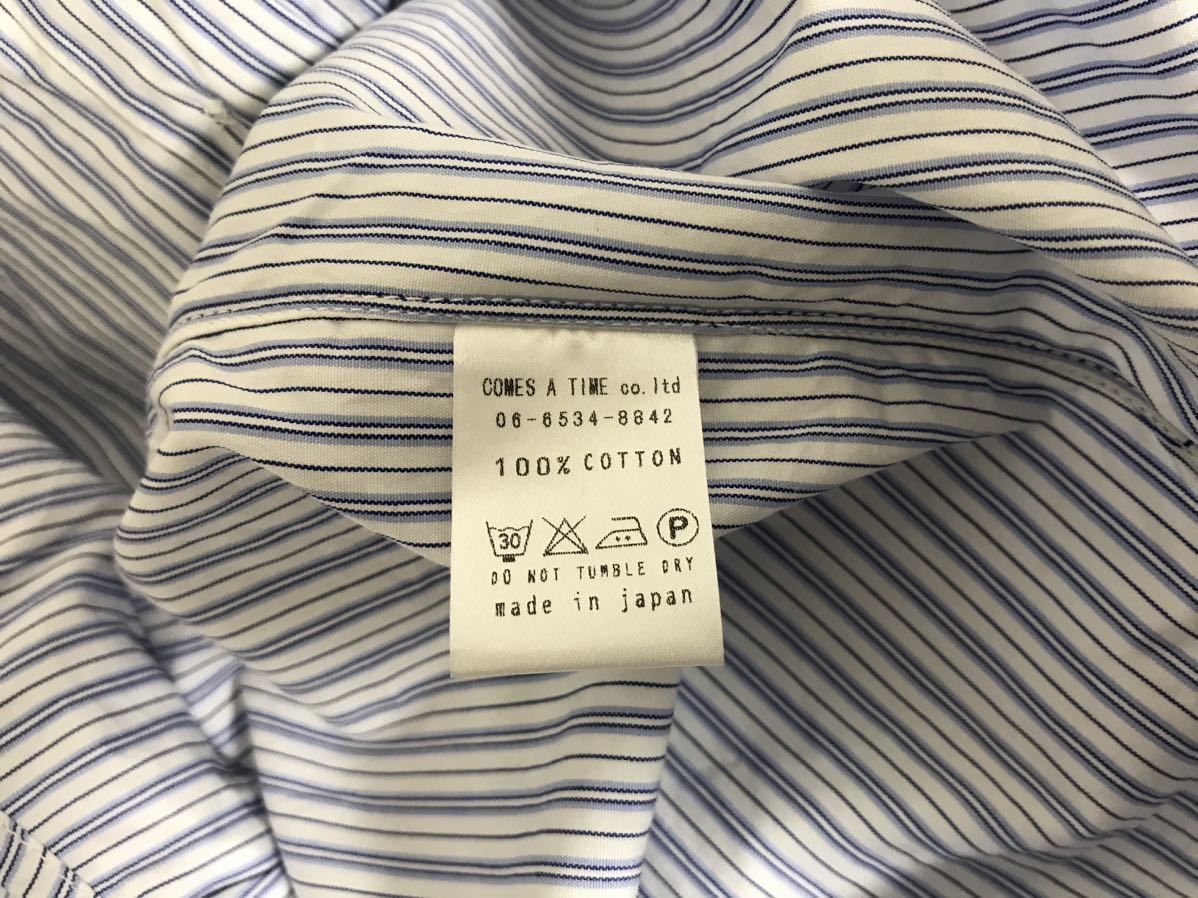 COMES A TIME co.ltd
06-6534-8842
100% COTTON
30 P
DO NOT TUMBLE DRY
made in japan